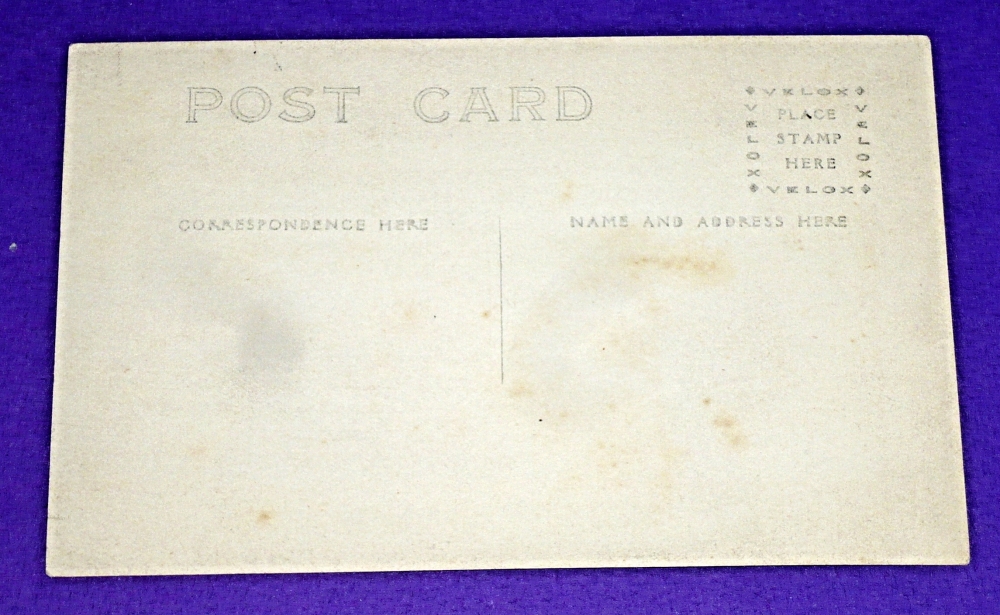 POST CARD
VELOX
VELOX
PLACE
STAMP
HERE
VELOX
VELOX
CORRESPONDENCE HERE
NAME AND ADDRESS HERE